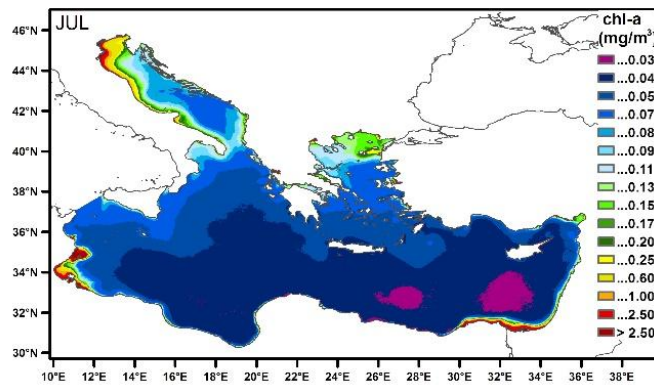 JUL
chl-a
(mg/m³)
...0.03
...0.04
...0.05
...0.07
...0.08
...0.09
...0.11
...0.13
...0.15
...0.17
...0.20
...0.25
...0.60
...1.00
...2.50
> 2.50
46°N
44°N
42°N
40°N
38°N
36°N
34°N
32°N
30°N
10°E
12°E
14°E
16°E
18°E
20°E
22°E
24°E
26°E
28°E
30°E
32°E
34°E
36°E
38°E